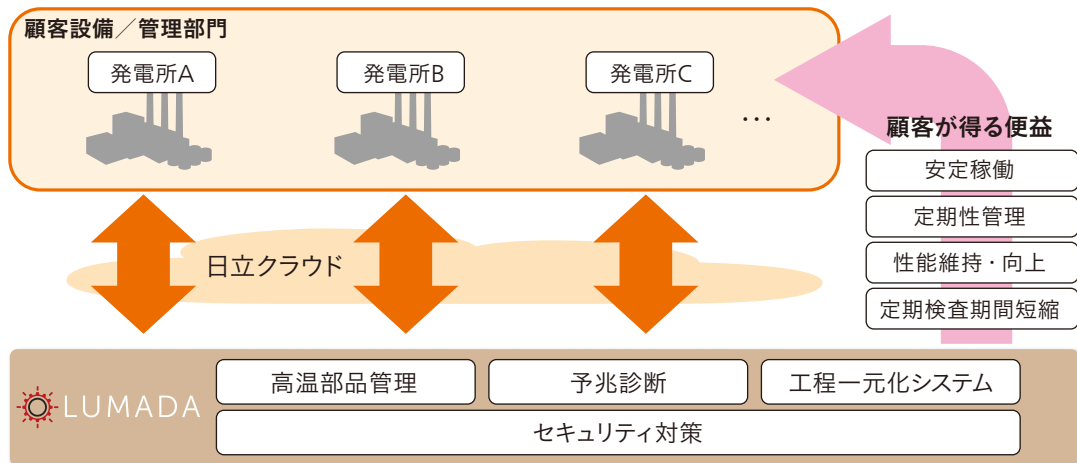 顧客設備／管理部門
発電所A
発電所B
発電所C
…
顧客が得る便益
安定稼働
定期性管理
性能維持・向上
定期検査期間短縮
日立クラウド
LUMADA
高温部品管理
予兆診断
工程一元化システム
セキュリティ対策